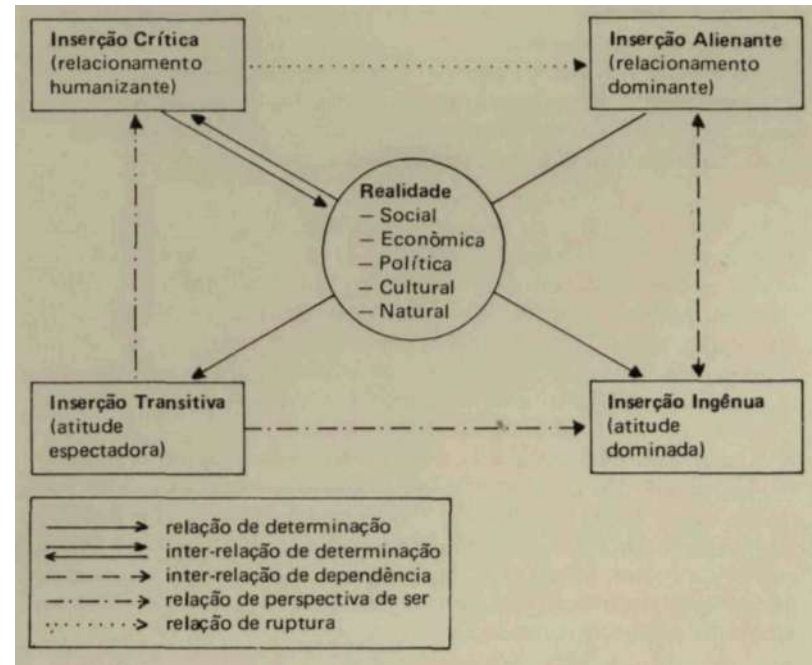 Inserção Crítica
(relacionamento
humanizante)
Inserção Alienante
(relacionamento
dominante)
Realidade
— Social
— Econômica
— Política
— Cultural
— Natural
Inserção Transitiva
(atitude
espectadora)
Inserção Ingênua
(atitude
dominada)
relação de determinação
inter-relação de determinação
inter-relação de dependência
relação de perspectiva de ser
relação de ruptura